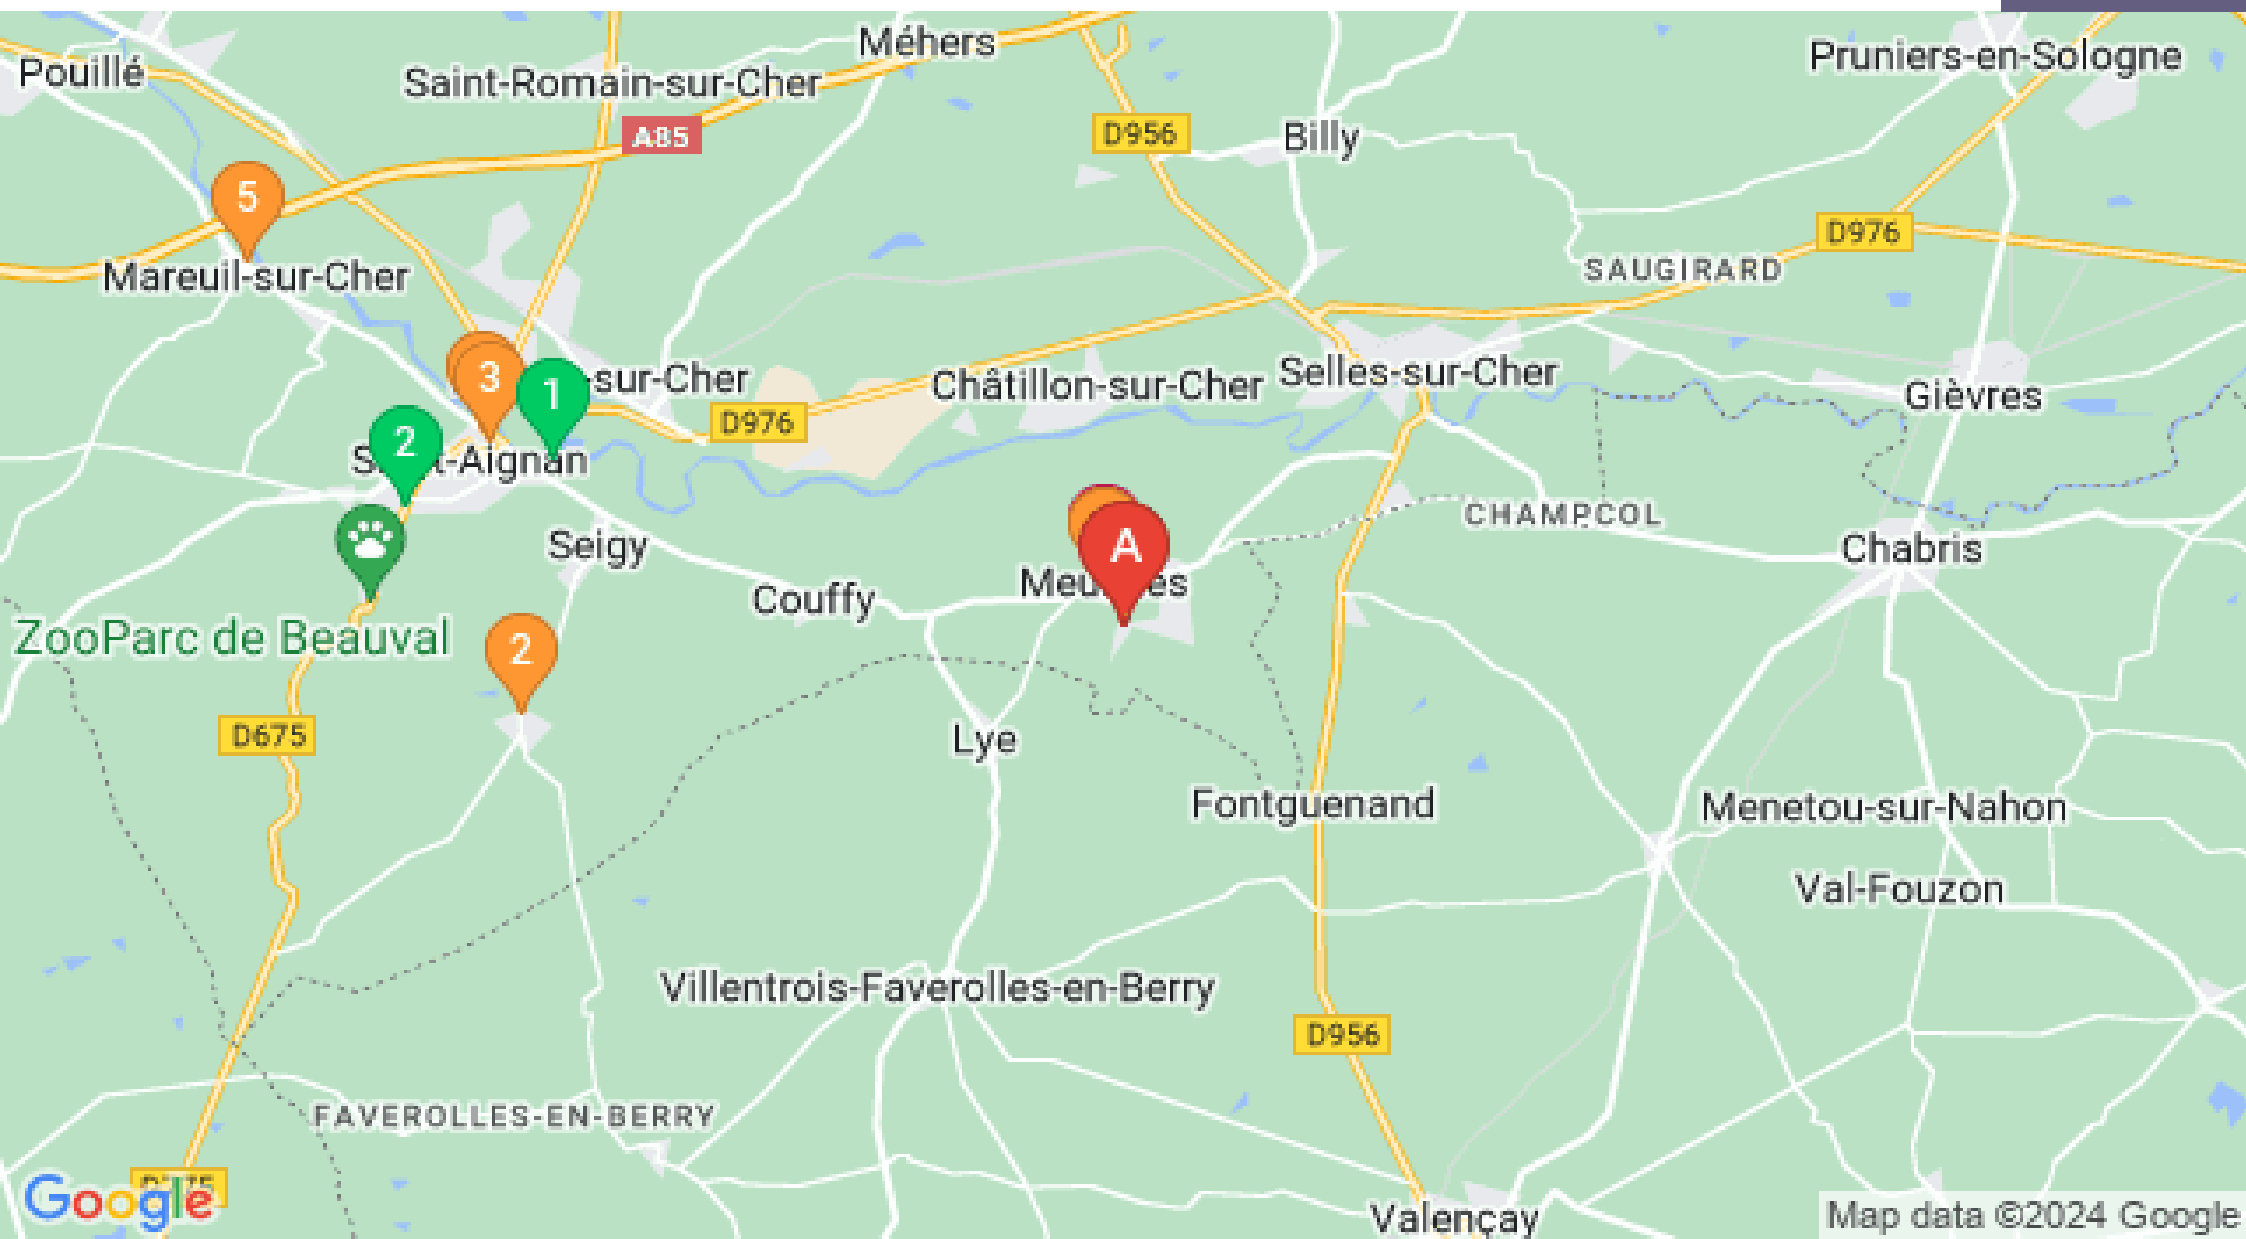 Méhers
Pruniers-en-Sologne
Pouillé
Saint-Romain-sur-Cher
A85
D956
Billy
5
D976
SAUGIRARD
Mareuil-sur-Cher
3
1
-sur-Cher
Châtillon-sur-Cher
Selles-sur-Cher
Gièvres
D976
2
-Aignan
CHAMPCOL
A
Seigy
Chabris
Couffy
ZooParc de Beauval
2
D675
Lye
Fontguenand
Menetou-sur-Nahon
Val-Fouzon
Villentrois-Faverolles-en-Berry
D956
FAVEROLLES-EN-BERRY
Google
Valençay
Map data ©2024 Google